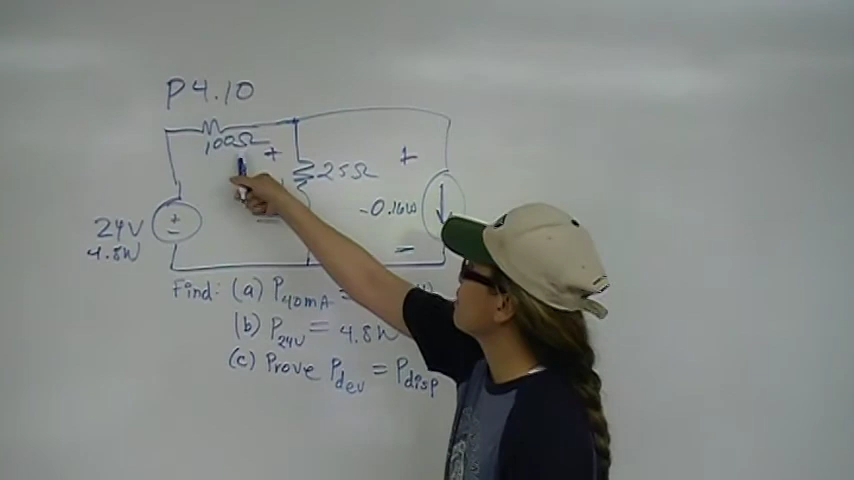 P4.10
100Ω
+
+
25Ω
-0.16W
24V
+
-
4.8W
-
Find: (a) P40mA =
(b) P24V = 4.8W
(c) Prove Pdev = Pdisp